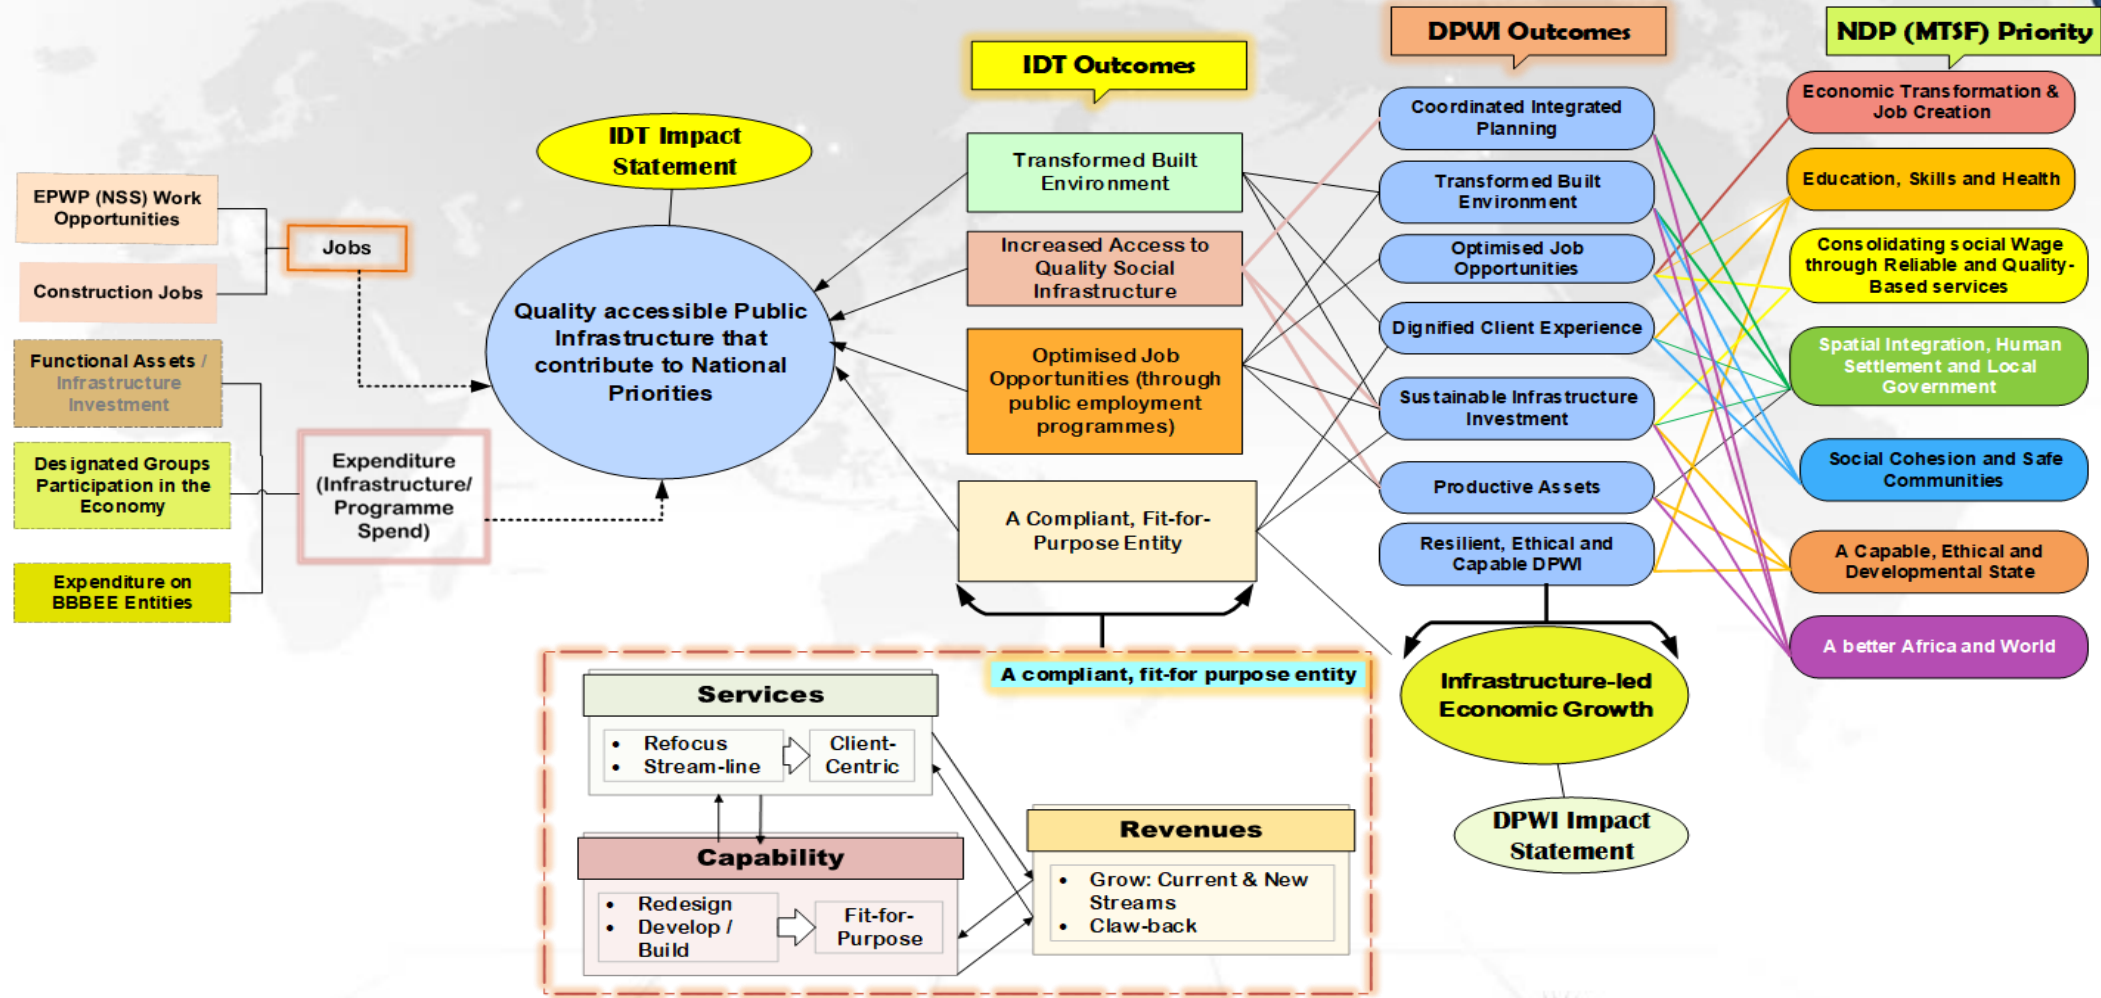 EPWP (NSS) Work
Opportunities
Construction Jobs
Jobs
Functional Assets /
Infrastructure
Investment
Designated Groups
Participation in the
Economy
Expenditure on
BBBEE Entities
Expenditure
(Infrastructure/
Programme
Spend)
IDT Impact
Statement
Quality accessible Public
Infrastructure that
contribute to National
Priorities
IDT Outcomes
Transformed Built
Environment
Increased Access to
Quality Social
Infrastructure
Optimised Job
Opportunities (through
public employment
programmes)
A Compliant, Fit-for-
Purpose Entity
DPWI Outcomes
Coordinated Integrated
Planning
Transformed Built
Environment
Optimised Job
Opportunities
Dignified Client Experience
Sustainable Infrastructure
Investment
Productive Assets
Resilient, Ethical and
Capable DPWI
Infrastructure-led
Economic Growth
DPWI Impact
Statement
NDP (MTSF) Priority
Economic Transformation &
Job Creation
Education, Skills and Health
Consolidating social Wage
through Reliable and Quality-
Based services
Spatial Integration, Human
Settlement and Local
Government
Social Cohesion and Safe
Communities
A Capable, Ethical and
Developmental State
A better Africa and World
A compliant, fit-for purpose entity
Services
• Refocus
• Stream-line
Client-
Centric
Capability
• Redesign
• Develop /
Build
Fit-for-
Purpose
Revenues
• Grow: Current & New
Streams
• Claw-back